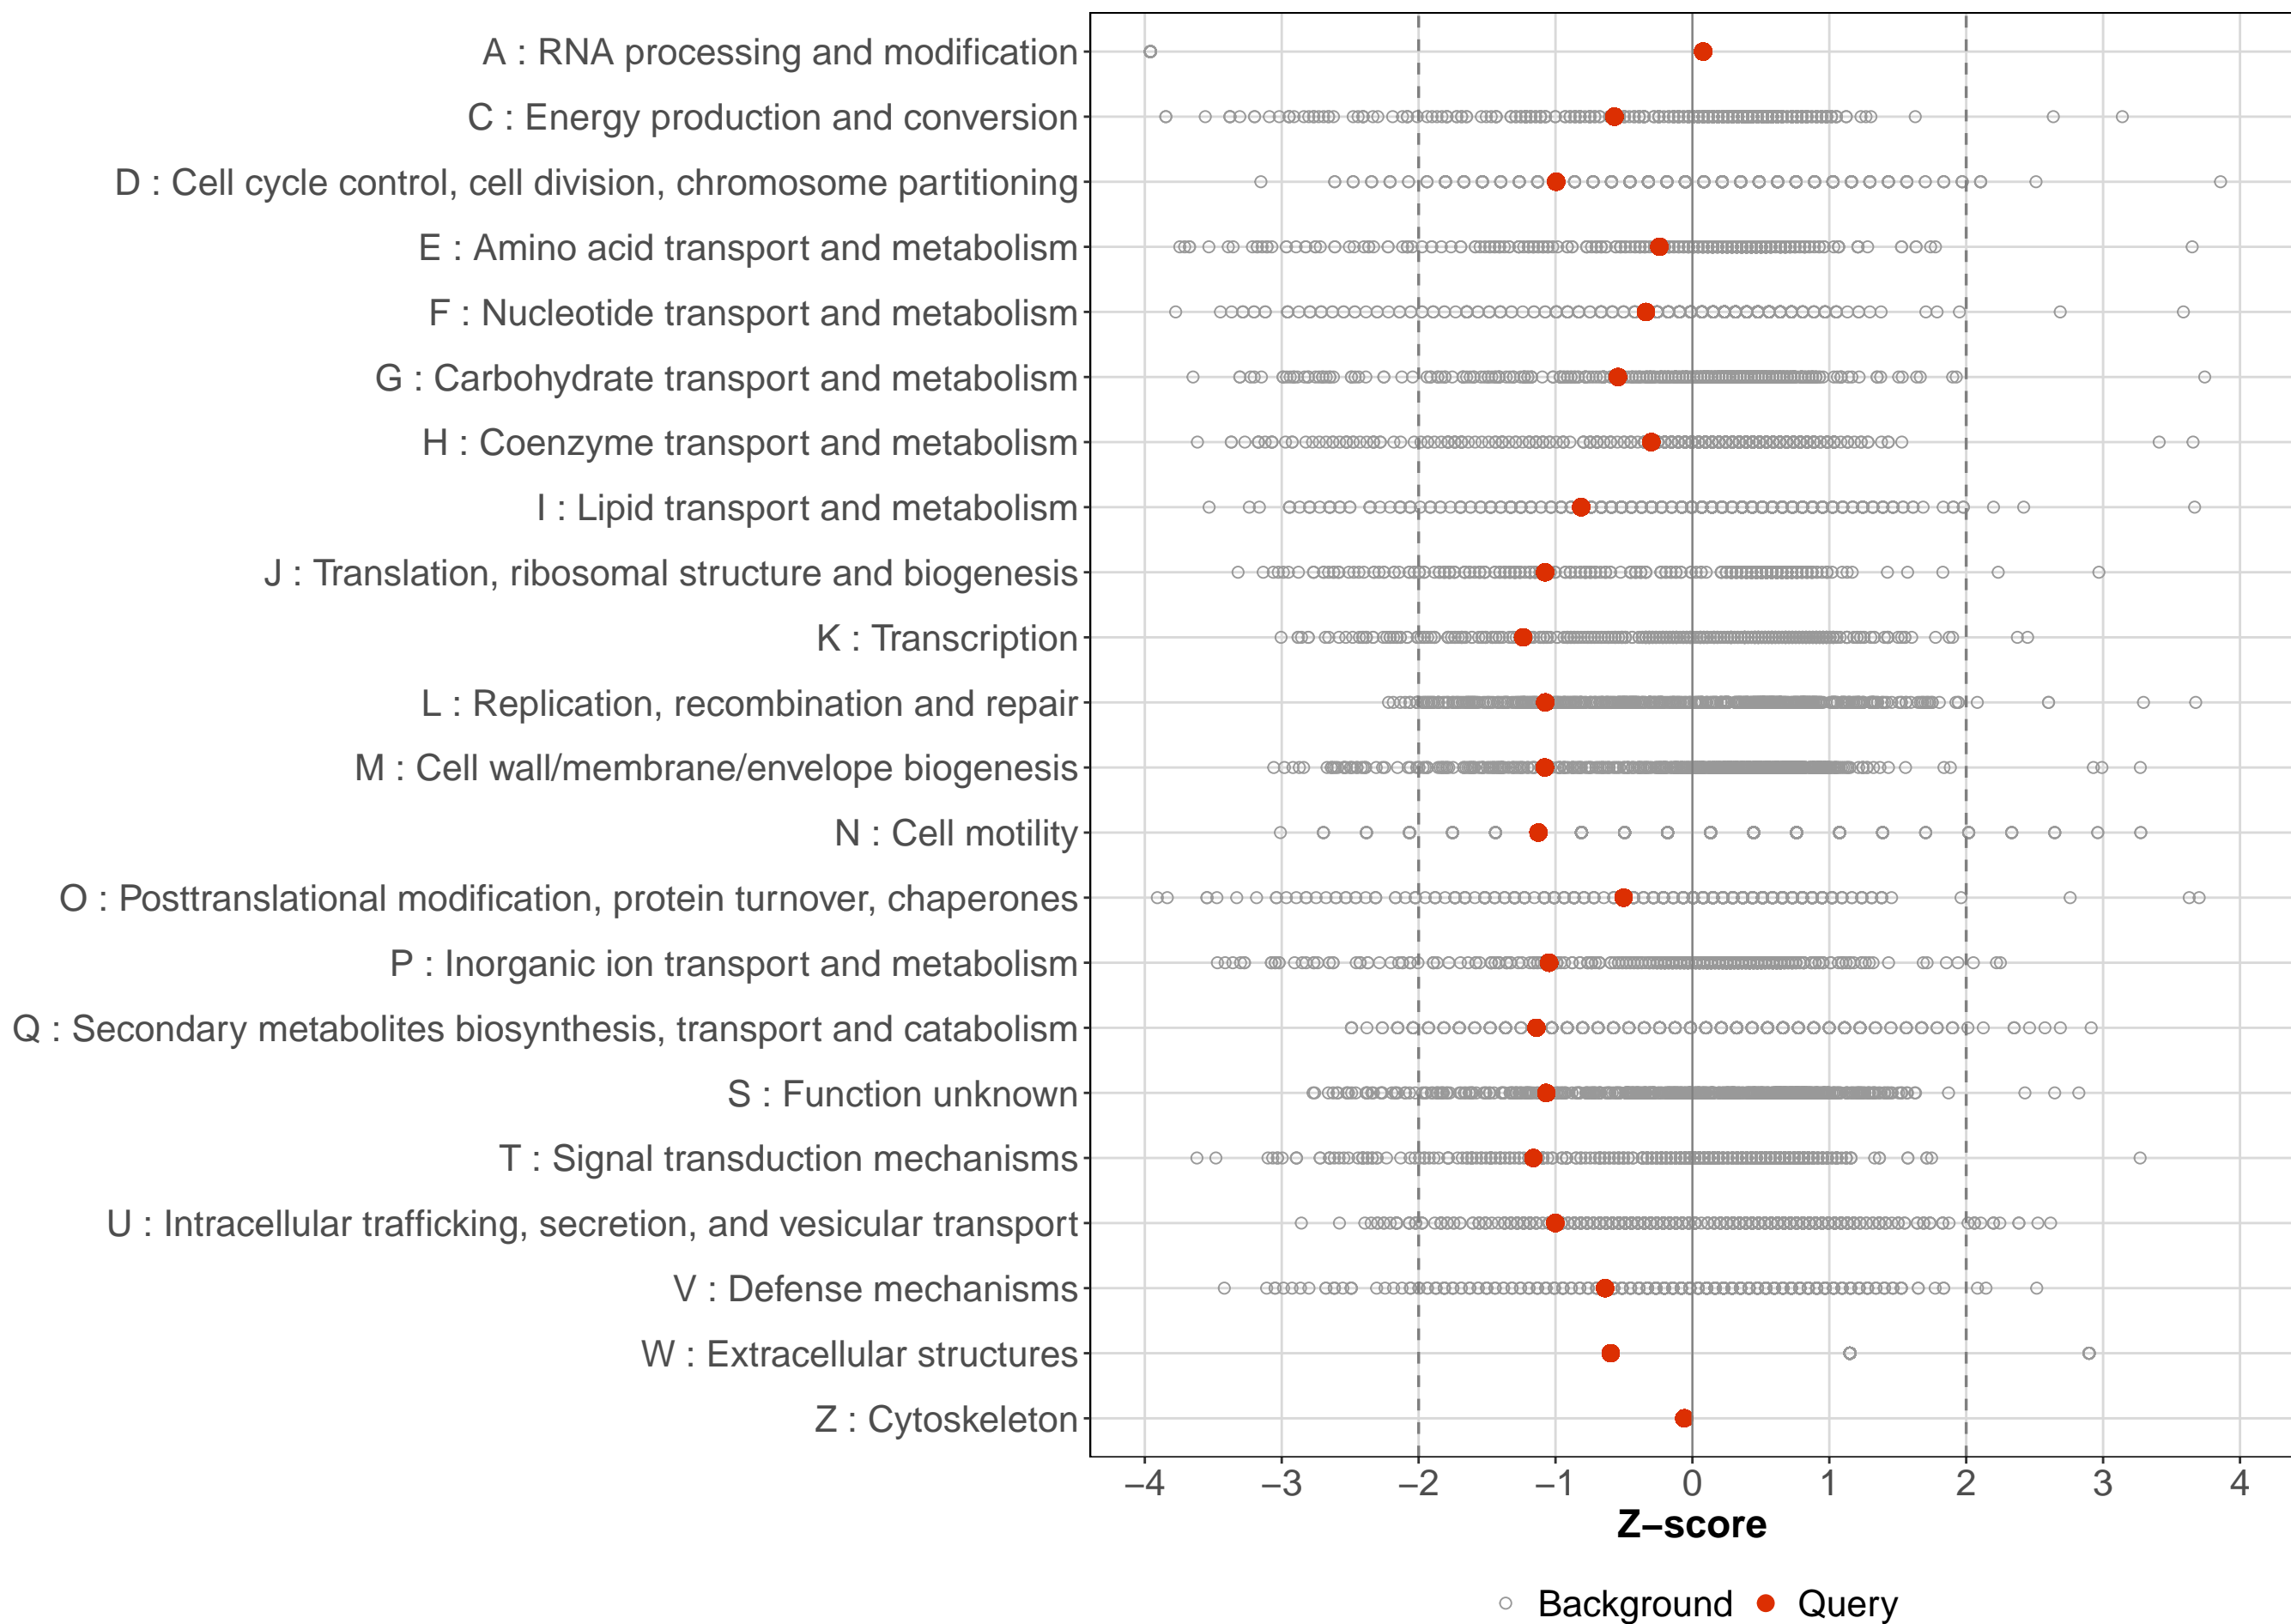 A : RNA processing and modification
C : Energy production and conversion
D : Cell cycle control, cell division, chromosome partitioning
E : Amino acid transport and metabolism
F : Nucleotide transport and metabolism
G : Carbohydrate transport and metabolism
H : Coenzyme transport and metabolism
I : Lipid transport and metabolism
J : Translation, ribosomal structure and biogenesis
K : Transcription
L : Replication, recombination and repair
M : Cell wall/membrane/envelope biogenesis
N : Cell motility
O : Posttranslational modification, protein turnover, chaperones
P : Inorganic ion transport and metabolism
Q : Secondary metabolites biosynthesis, transport and catabolism
S : Function unknown
T : Signal transduction mechanisms
U : Intracellular trafficking, secretion, and vesicular transport
V : Defense mechanisms
W : Extracellular structures
Z : Cytoskeleton
−4 −3 −2 −1 0 1 2 3 4
Z−score
Background Query